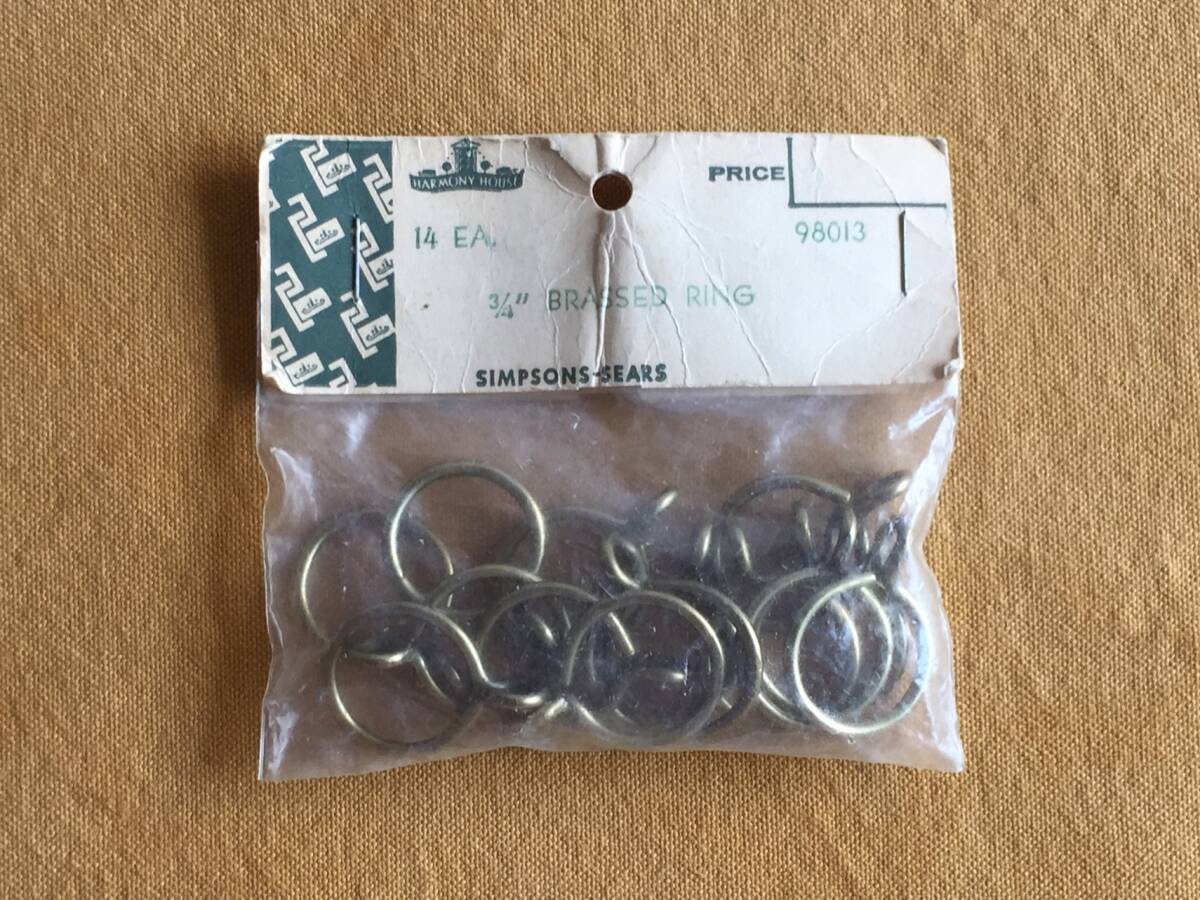 HARMONY HOUSE
PRICE
14 EA.
98013
3/4" BRASSED RING
SIMPSONS-SEARS